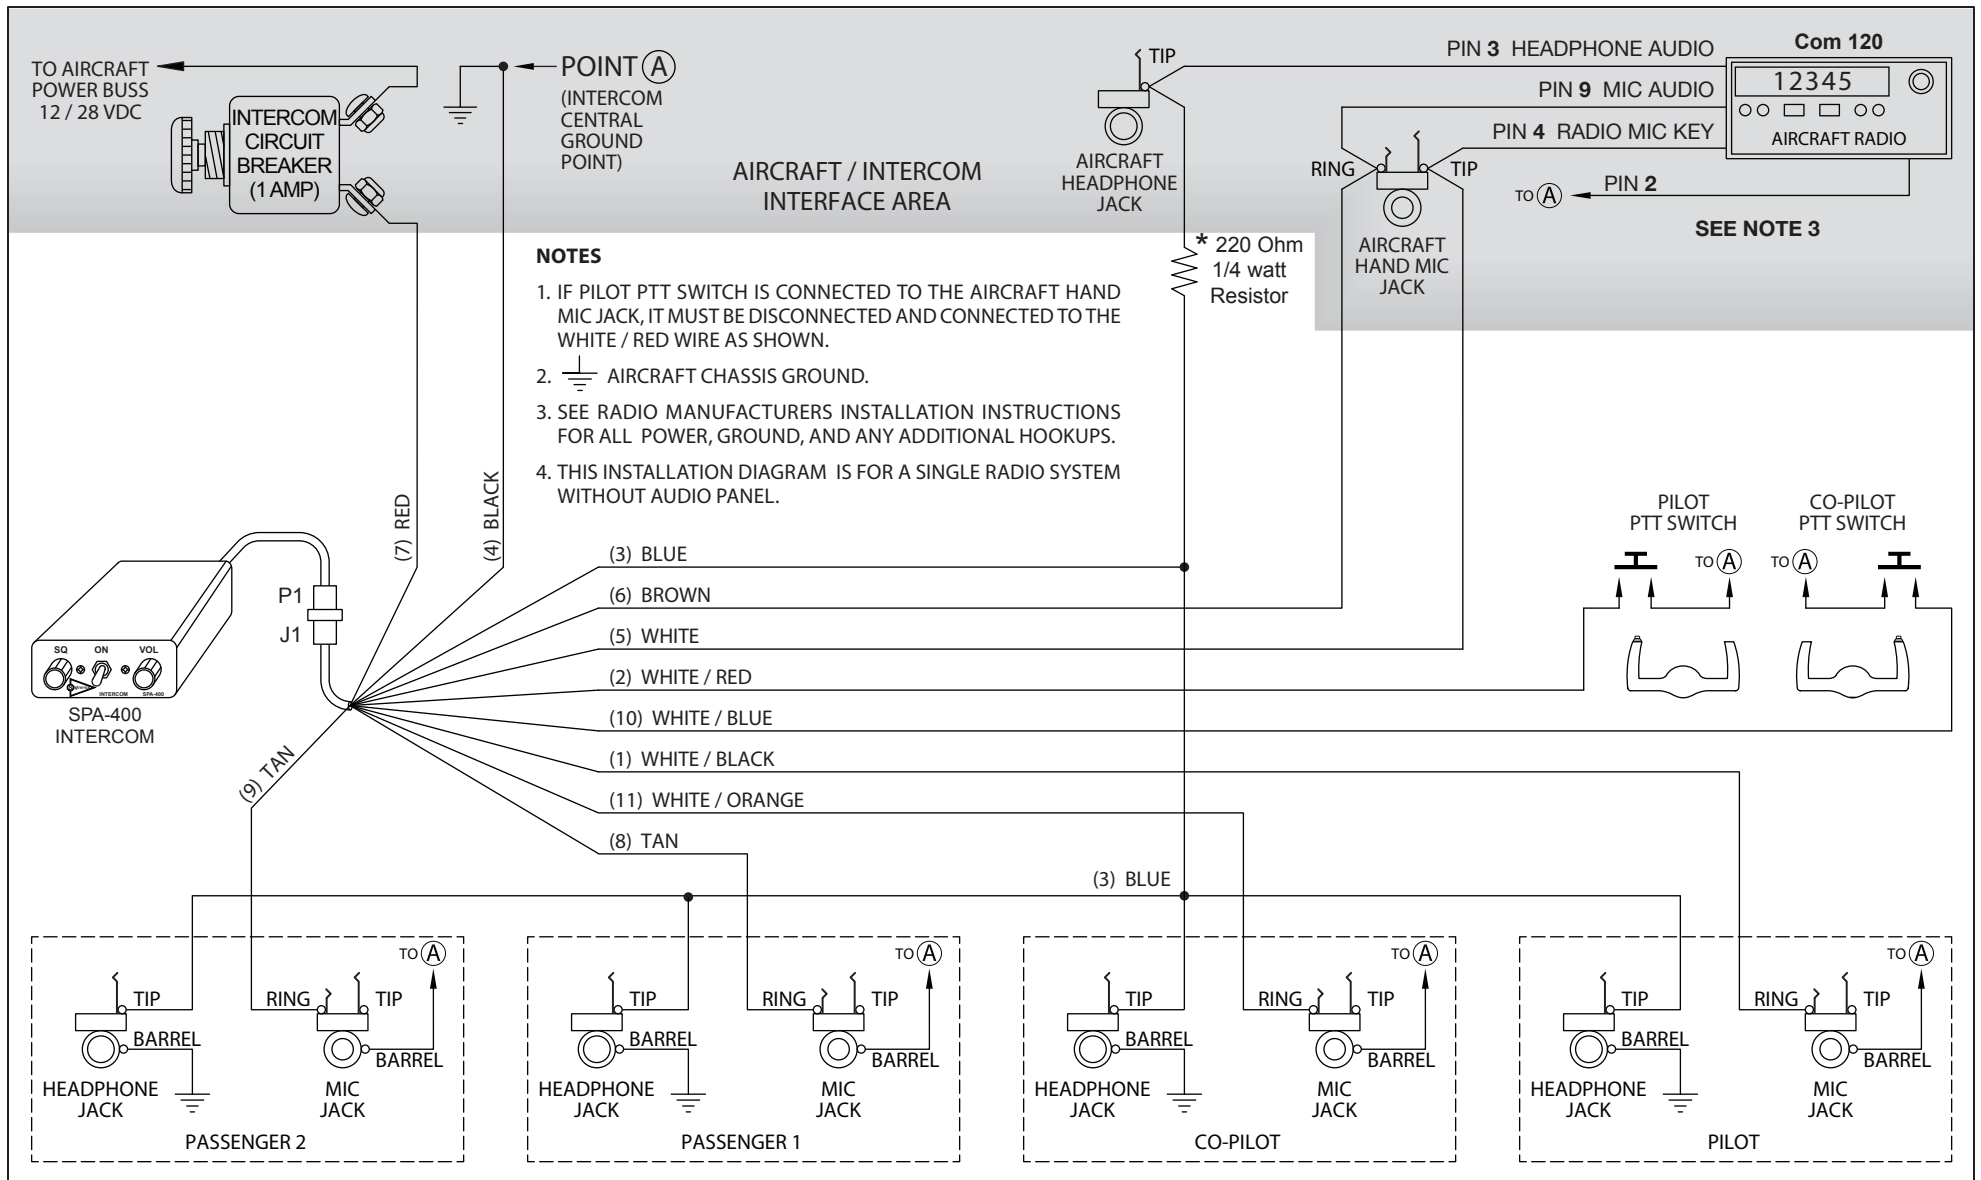 TO AIRCRAFT
POWER BUSS
12 / 28 VDC
INTERCOM
CIRCUIT
BREAKER
(1 AMP)
POINT A
(INTERCOM
CENTRAL
GROUND
POINT)
AIRCRAFT / INTERCOM
INTERFACE AREA
TIP
AIRCRAFT
HEADPHONE
JACK
PIN 3 HEADPHONE AUDIO
PIN 9 MIC AUDIO
PIN 4 RADIO MIC KEY
Com 120
12345
AIRCRAFT RADIO
RING
TIP
TO A
PIN 2
SEE NOTE 3
AIRCRAFT
HAND MIC
JACK
* 220 Ohm
1/4 watt
Resistor
NOTES
1. IF PILOT PTT SWITCH IS CONNECTED TO THE AIRCRAFT HAND
MIC JACK, IT MUST BE DISCONNECTED AND CONNECTED TO THE
WHITE / RED WIRE AS SHOWN.
2. AIRCRAFT CHASSIS GROUND.
3. SEE RADIO MANUFACTURERS INSTALLATION INSTRUCTIONS
FOR ALL POWER, GROUND, AND ANY ADDITIONAL HOOKUPS.
4. THIS INSTALLATION DIAGRAM IS FOR A SINGLE RADIO SYSTEM
WITHOUT AUDIO PANEL.
(7) RED
(4) BLACK
PILOT
PTT SWITCH
TO A
CO-PILOT
PTT SWITCH
TO A
P1
J1
SQ
ON
VOL
INTERCOM
SPA-400
SPA-400
INTERCOM
(3) BLUE
(6) BROWN
(5) WHITE
(2) WHITE / RED
(10) WHITE / BLUE
(1) WHITE / BLACK
(11) WHITE / ORANGE
(8) TAN
(9) TAN
(3) BLUE
TIP
BARREL
HEADPHONE
JACK
RING
TIP
TO A
BARREL
MIC
JACK
PASSENGER 2
TIP
BARREL
HEADPHONE
JACK
RING
TIP
TO A
BARREL
MIC
JACK
PASSENGER 1
TIP
BARREL
HEADPHONE
JACK
RING
TIP
TO A
BARREL
MIC
JACK
CO-PILOT
TIP
BARREL
HEADPHONE
JACK
RING
TIP
TO A
BARREL
MIC
JACK
PILOT